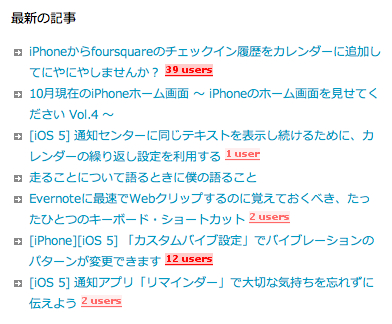 最新の記事
iPhoneからfoursquareのチェックイン履歴をカレンダーに追加し
てにやにやしませんか？ 39 users
10月現在のiPhoneホーム画面 〜 iPhoneのホーム画面を見せてく
ださい Vol.4 〜
[iOS 5] 通知センターに同じテキストを表示し続けるために、カ
レンダーの繰り返し設定を利用する 1 user
走ることについて語るときに僕の語ること
Evernoteに最速でWebクリップするのに覚えておくべき、たっ
たひとつのキーボード・ショートカット 2 users
[iPhone][iOS 5] 「カスタムバイブ設定」でバイブレーションの
パターンが変更できます 12 users
[iOS 5] 通知アプリ「リマインダー」で大切な気持ちを忘れずに
伝えよう 2 users